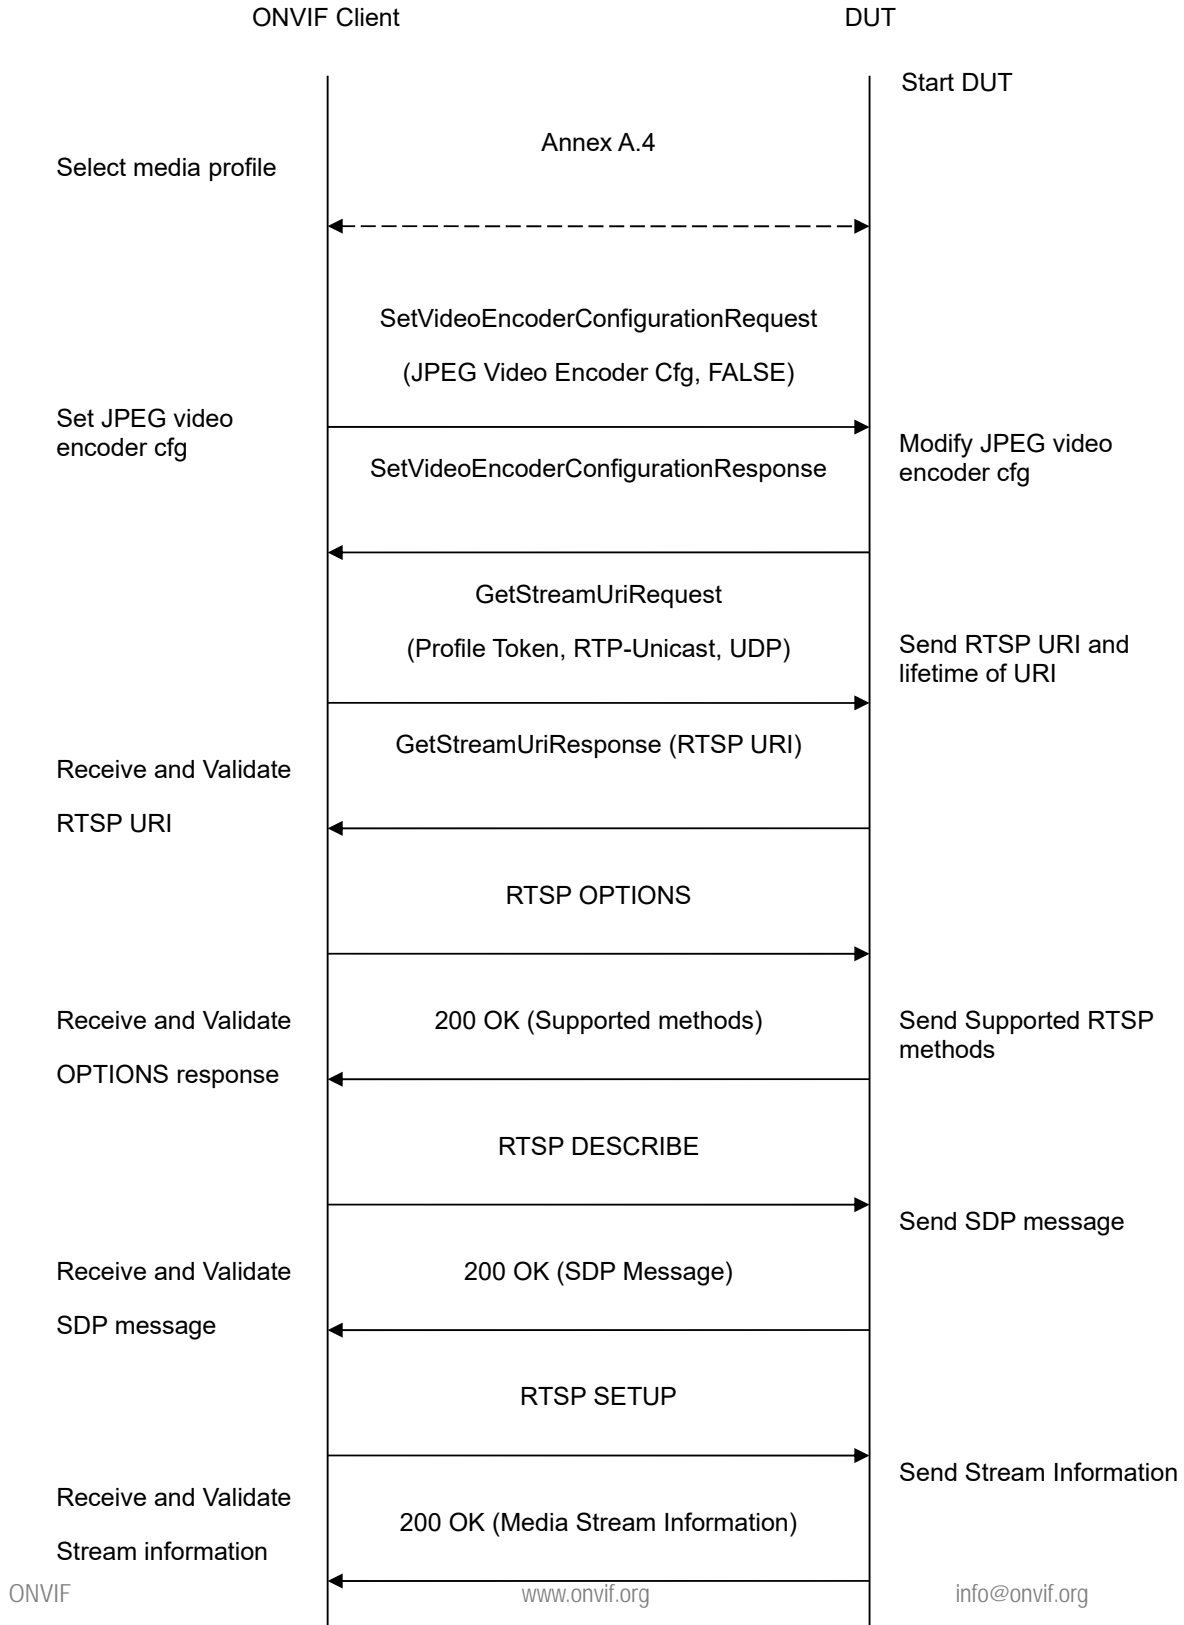 ONVIF Client
DUT
Start DUT
Annex A.4
Select media profile
SetVideoEncoderConfigurationRequest
(JPEG Video Encoder Cfg, FALSE)
Set JPEG video
encoder cfg
Modify JPEG video
encoder cfg
SetVideoEncoderConfigurationResponse
GetStreamUriRequest
(Profile Token, RTP-Unicast, UDP)
Send RTSP URI and
lifetime of URI
GetStreamUriResponse (RTSP URI)
Receive and Validate
RTSP URI
RTSP OPTIONS
Receive and Validate
OPTIONS response
200 OK (Supported methods)
Send Supported RTSP
methods
RTSP DESCRIBE
Send SDP message
Receive and Validate
SDP message
200 OK (SDP Message)
RTSP SETUP
Send Stream Information
Receive and Validate
Stream information
200 OK (Media Stream Information)
ONVIF
www.onvif.org
info@onvif.org